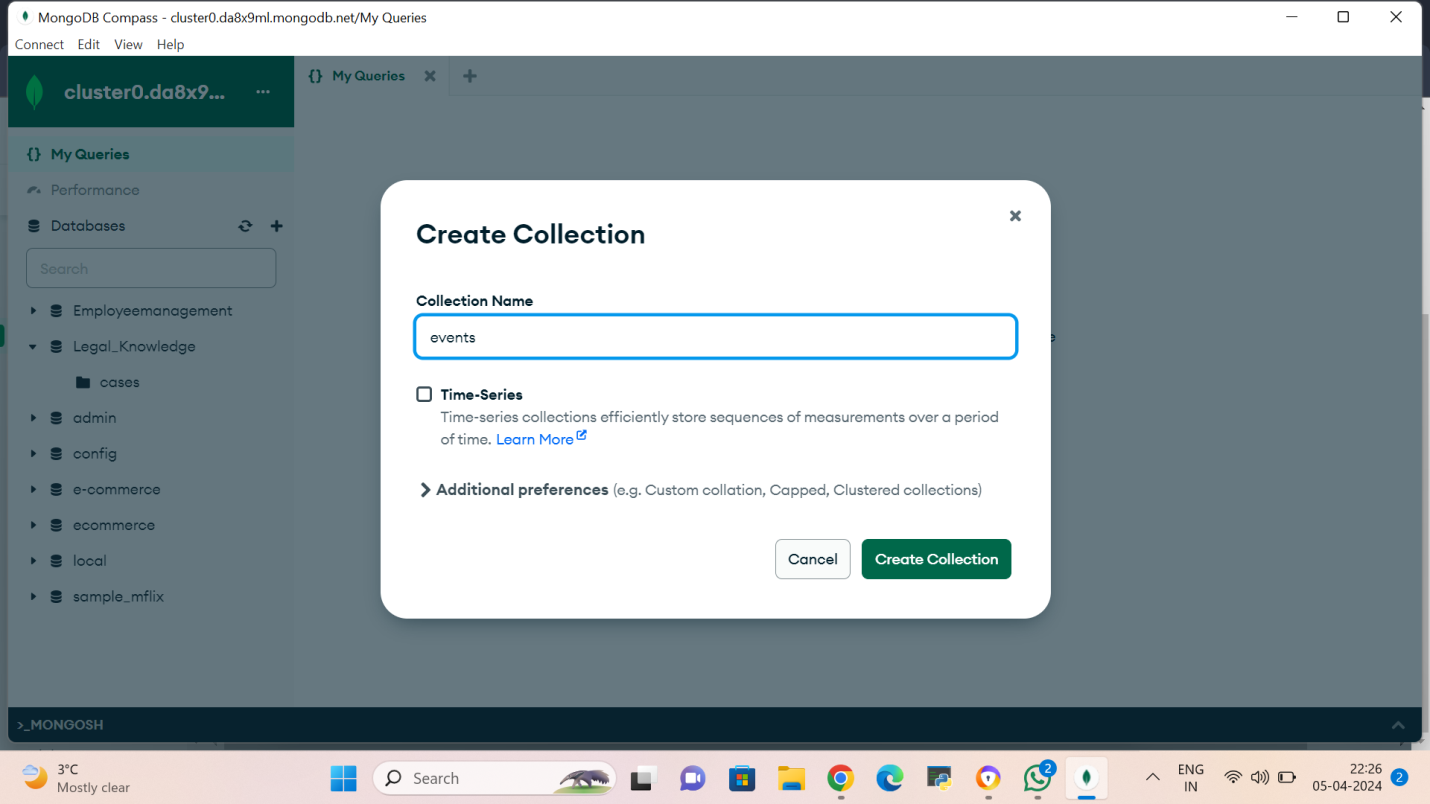 MongoDB Compass - cluster0.da8x9ml.mongodb.net/My Queries
Connect Edit View Help
cluster0.da8x9...
{} My Queries
{} My Queries
Performance
Databases
Search
Employeemanagement
Legal_Knowledge
cases
admin
config
e-commerce
ecommerce
local
sample_mflix
Create Collection
Collection Name
events
Time-Series
Time-series collections efficiently store sequences of measurements over a period
of time. Learn More
Additional preferences (e.g. Custom collation, Capped, Clustered collections)
Cancel
Create Collection
>_MONGOSH
3°C
Mostly clear
Search
2
ENG
IN
22:26
05-04-2024
2